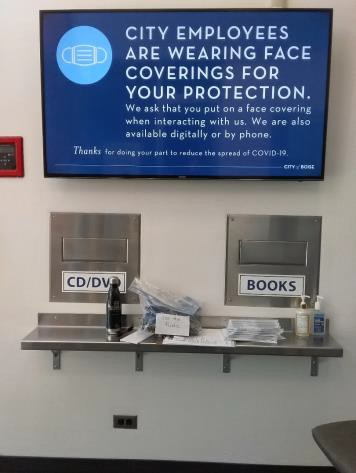 CITY EMPLOYEES
ARE WEARING FACE
COVERINGS FOR
YOUR PROTECTION.
We ask that you put on a face covering
when interacting with us. We are also
available digitally or by phone.
Thanks for doing your part to reduce the spread of COVID-19.
CITY of BOISE
CD/DV
BOOKS